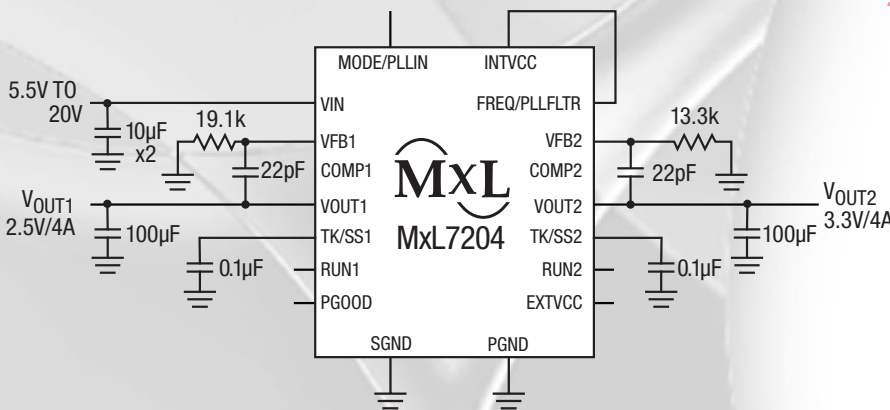 MODE/PLLIN
INTVCC
5.5V TO
20V
VIN
FREQ/PLLFLTR
10µF
x2
19.1k
VFB1
VFB2
13.3k
22pF
COMP1
MXL
COMP2
22pF
VOUT1
2.5V/4A
VOUT1
VOUT2
VOUT2
3.3V/4A
100µF
TK/SS1
MxL7204
TK/SS2
100µF
0.1µF
RUN1
RUN2
0.1µF
PGOOD
EXTVCC
SGND
PGND